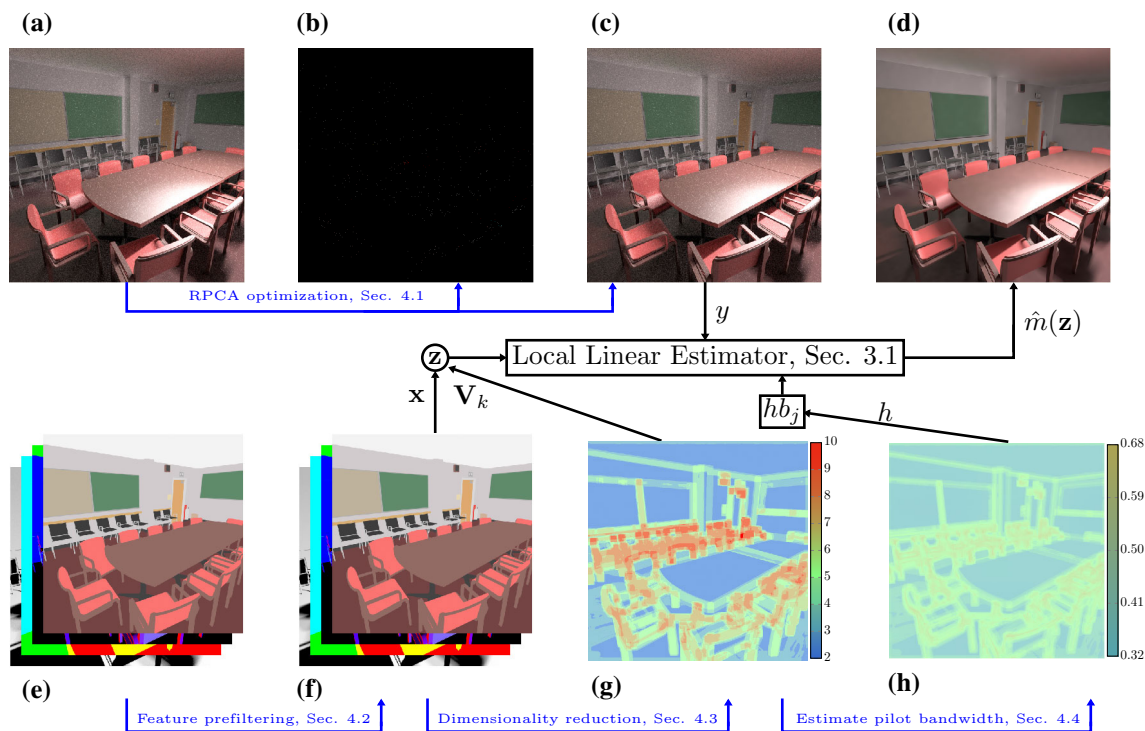 (a)
(b)
(c)
(d)
RPCA optimization, Sec. 4.1
y
m̂(z)
z
Local Linear Estimator, Sec. 3.1
x
V_k
hb_j
h
10
9
8
7
6
5
4
3
2
0.68
0.59
0.50
0.41
0.32
(e)
(f)
(g)
(h)
Feature prefiltering, Sec. 4.2
Dimensionality reduction, Sec. 4.3
Estimate pilot bandwidth, Sec. 4.4